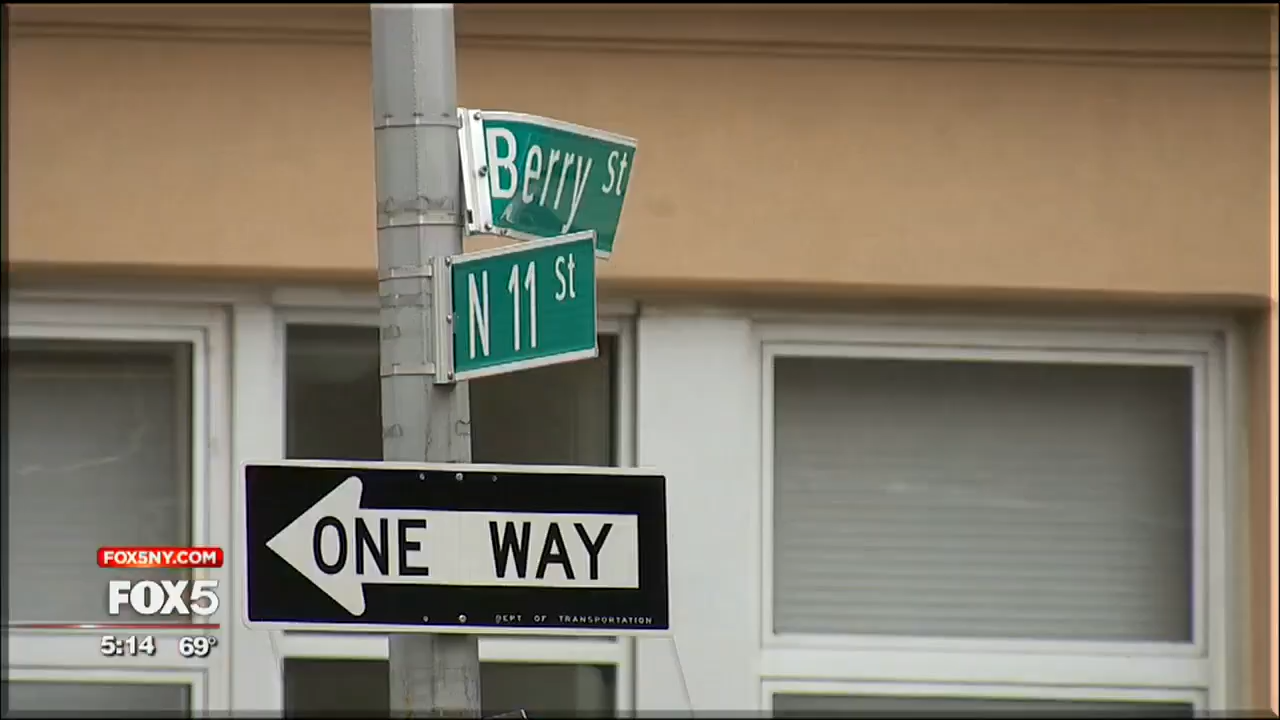 Berry St
N 11 St
ONE WAY
DEPT OF TRANSPORTATION
FOX5NY.COM
FOX5
5:14 69°